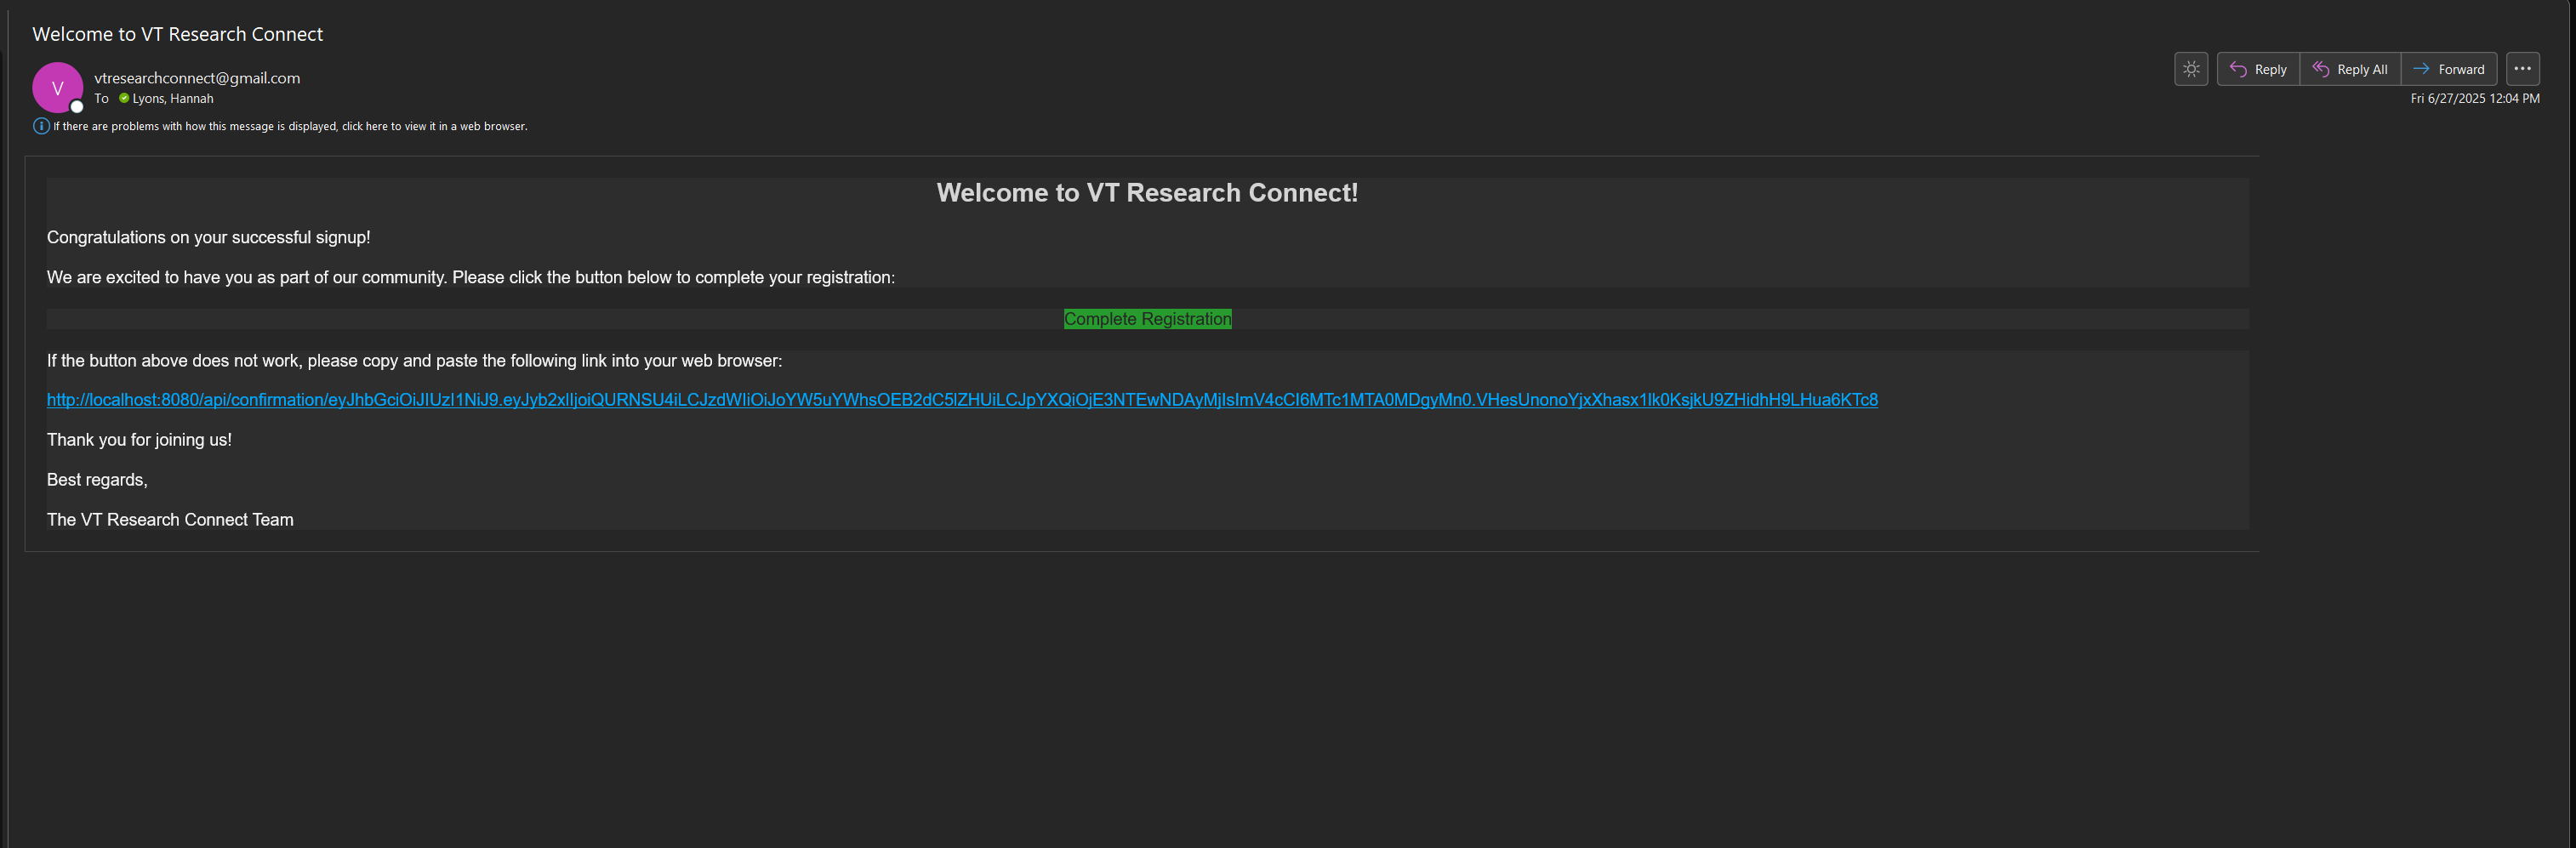 Welcome to VT Research Connect
V
vtresearchconnect@gmail.com
To Lyons, Hannah
If there are problems with how this message is displayed, click here to view it in a web browser.
Reply
Reply All
Forward
Fri 6/27/2025 12:04 PM
Welcome to VT Research Connect!
Congratulations on your successful signup!
We are excited to have you as part of our community. Please click the button below to complete your registration:
Complete Registration
If the button above does not work, please copy and paste the following link into your web browser:
http://localhost:8080/api/confirmation/eyJhbGciOiJIUzI1NiJ9.eyJyb2xlIjoiQURNSU4iLCJzdWIiOiJoYW5uYWhsOEB2dC5lZHUiLCJpYXQiOjE3NTEwNDAyMjIsImV4cCI6MTc1MTA0MDgyMn0.VHesUnonoYjxXhasx1lk0KsjkU9ZHidhH9LHua6KTc8
Thank you for joining us!
Best regards,
The VT Research Connect Team